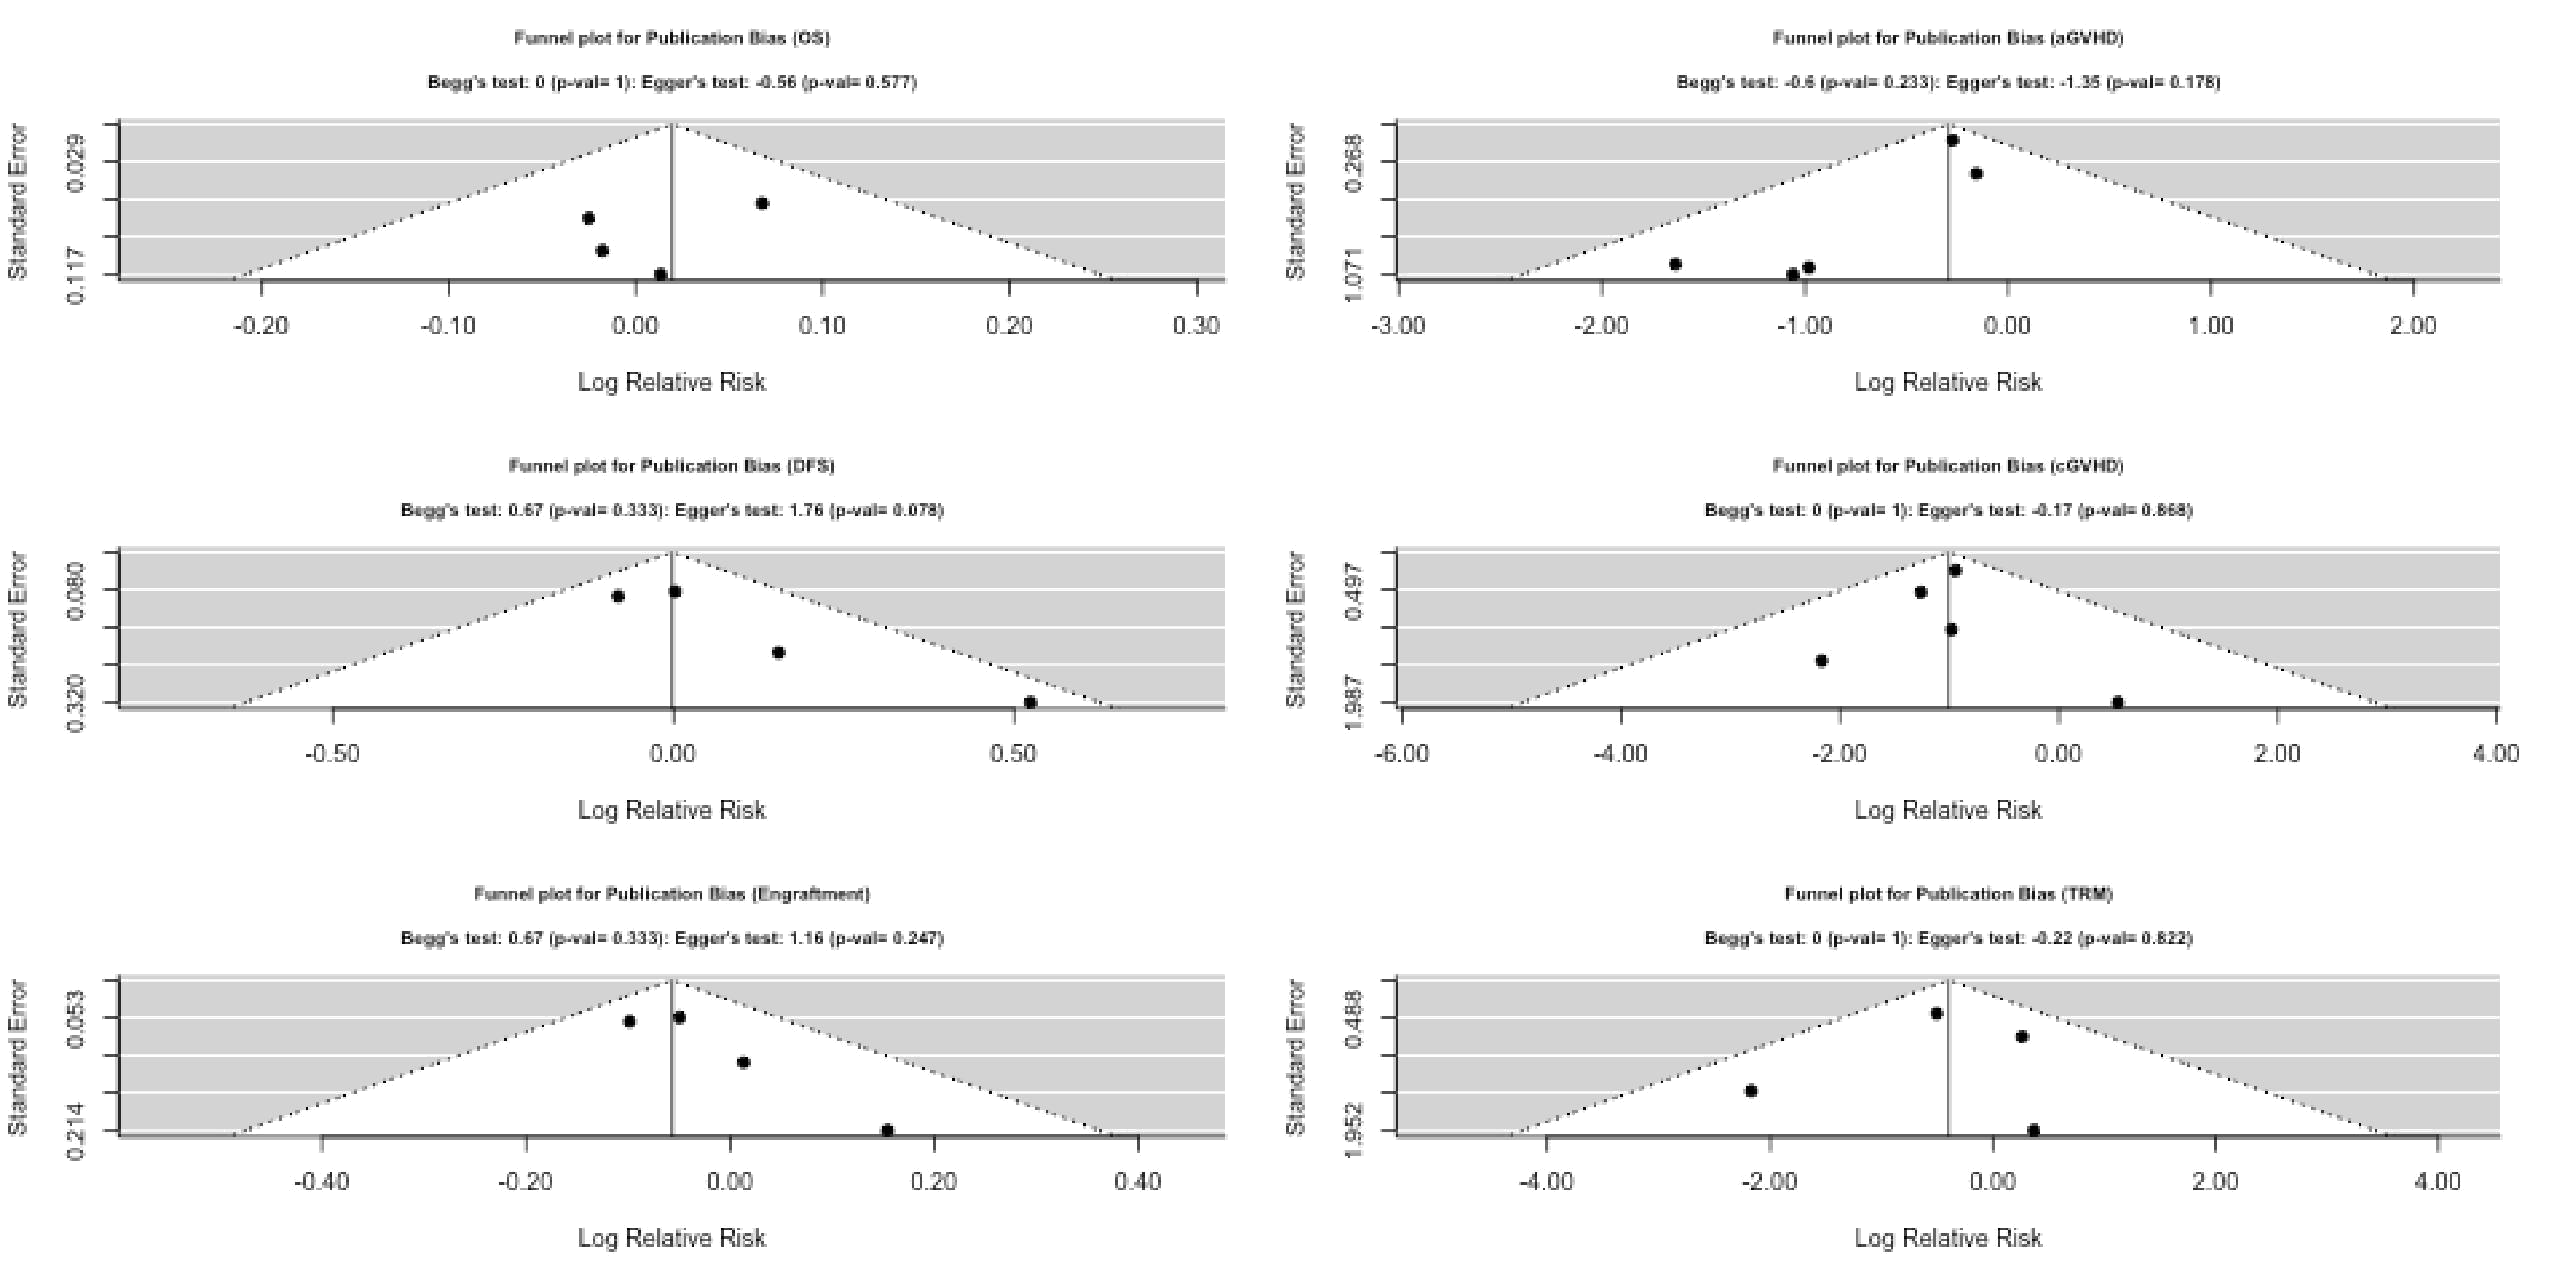 Funnel plot for Publication Bias (OS)
Begg's test: 0 (p-val= 1): Egger's test: -0.56 (p-val= 0.577)
Standard Error
0.029
0.117
-0.20 -0.10 0.00 0.10 0.20 0.30
Log Relative Risk
Funnel plot for Publication Bias (aGVHD)
Begg's test: -0.6 (p-val= 0.233): Egger's test: -1.35 (p-val= 0.178)
Standard Error
0.268
1.071
-3.00 -2.00 -1.00 0.00 1.00 2.00
Log Relative Risk
Funnel plot for Publication Bias (DFS)
Begg's test: 0.67 (p-val= 0.333): Egger's test: 1.76 (p-val= 0.078)
Standard Error
0.080
0.320
-0.50 0.00 0.50
Log Relative Risk
Funnel plot for Publication Bias (cGVHD)
Begg's test: 0 (p-val= 1): Egger's test: -0.17 (p-val= 0.868)
Standard Error
0.497
1.987
-6.00 -4.00 -2.00 0.00 2.00 4.00
Log Relative Risk
Funnel plot for Publication Bias (Engraftment)
Begg's test: 0.67 (p-val= 0.333): Egger's test: 1.16 (p-val= 0.247)
Standard Error
0.053
0.214
-0.40 -0.20 0.00 0.20 0.40
Log Relative Risk
Funnel plot for Publication Bias (TRM)
Begg's test: 0 (p-val= 1): Egger's test: -0.22 (p-val= 0.822)
Standard Error
0.488
1.952
-4.00 -2.00 0.00 2.00 4.00
Log Relative Risk